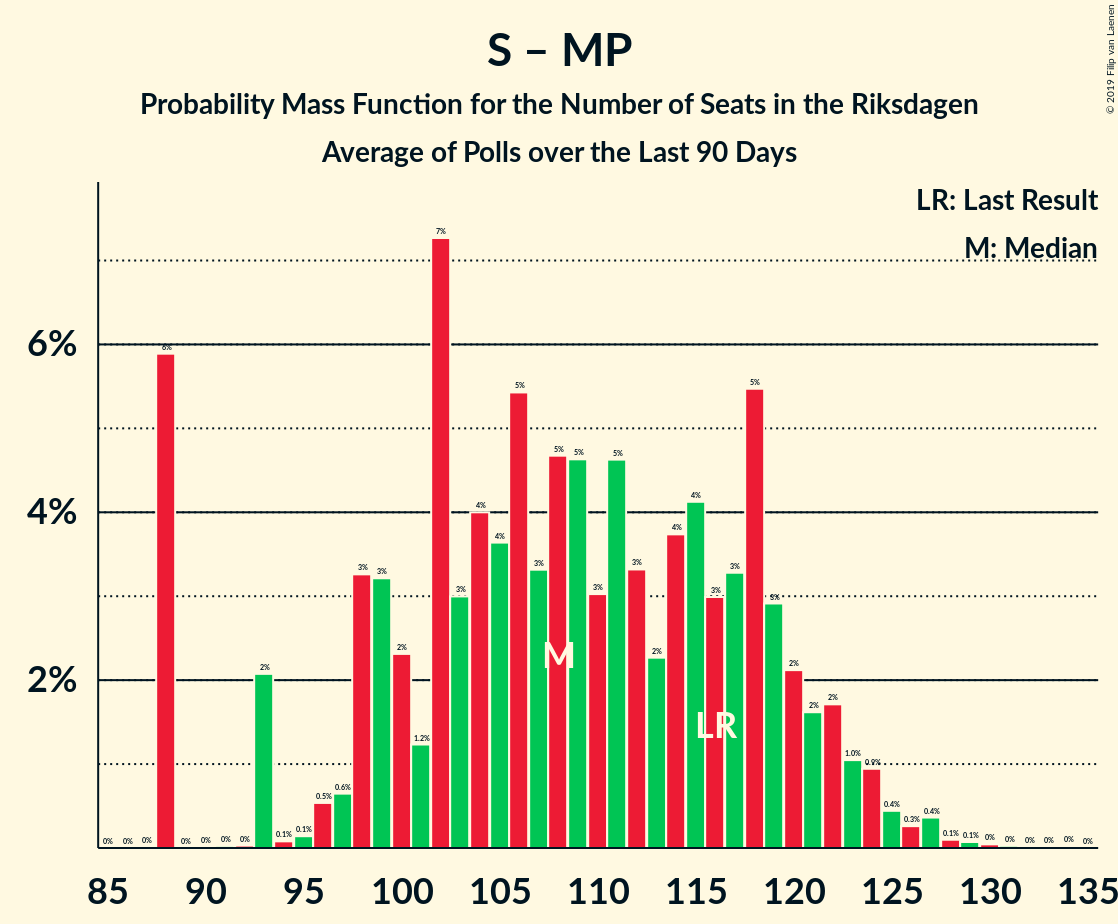 S – MP
Probability Mass Function for the Number of Seats in the Riksdagen
Average of Polls over the Last 90 Days
© 2019 Filip van Laenen
LR: Last Result
M: Median
6%
4%
2%
0% 0% 0% 6% 0% 0% 0% 0% 2% 0.1% 0.1% 0.5% 0.6% 3% 3% 2% 1.2% 7% 3% 4% 4% 5% 3% 5% 5% 3% 5% 3% 2% 4% 4% 3% 3% 5% 3% 2% 2% 2% 1.0% 0.9% 0.4% 0.3% 0.4% 0.1% 0.1% 0% 0% 0% 0% 0% 0%
M
LR
85 90 95 100 105 110 115 120 125 130 135